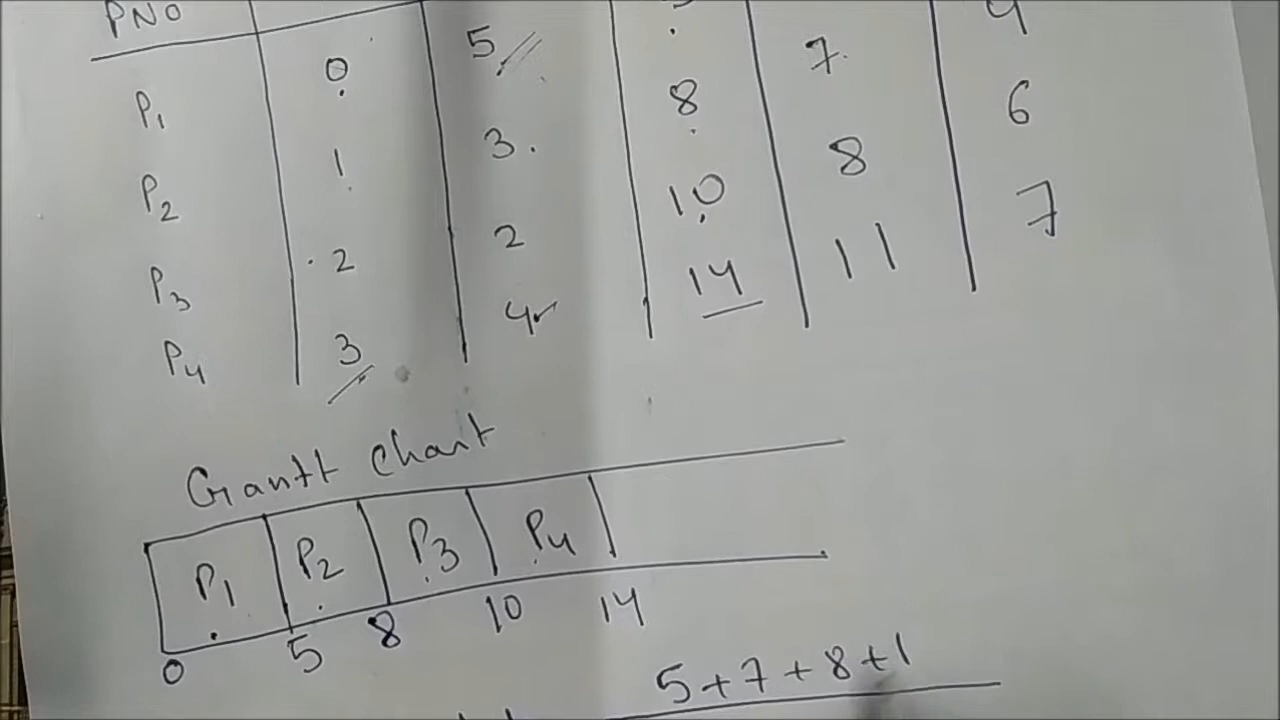 PNO
P1 0 5
P2 1 3 8 7 4
P3 2 2 10 8 6
P4 3 4 14 11 7
Gantt Chart
P1 P2 P3 P4
0 5 8 10 14
5+7+8+1